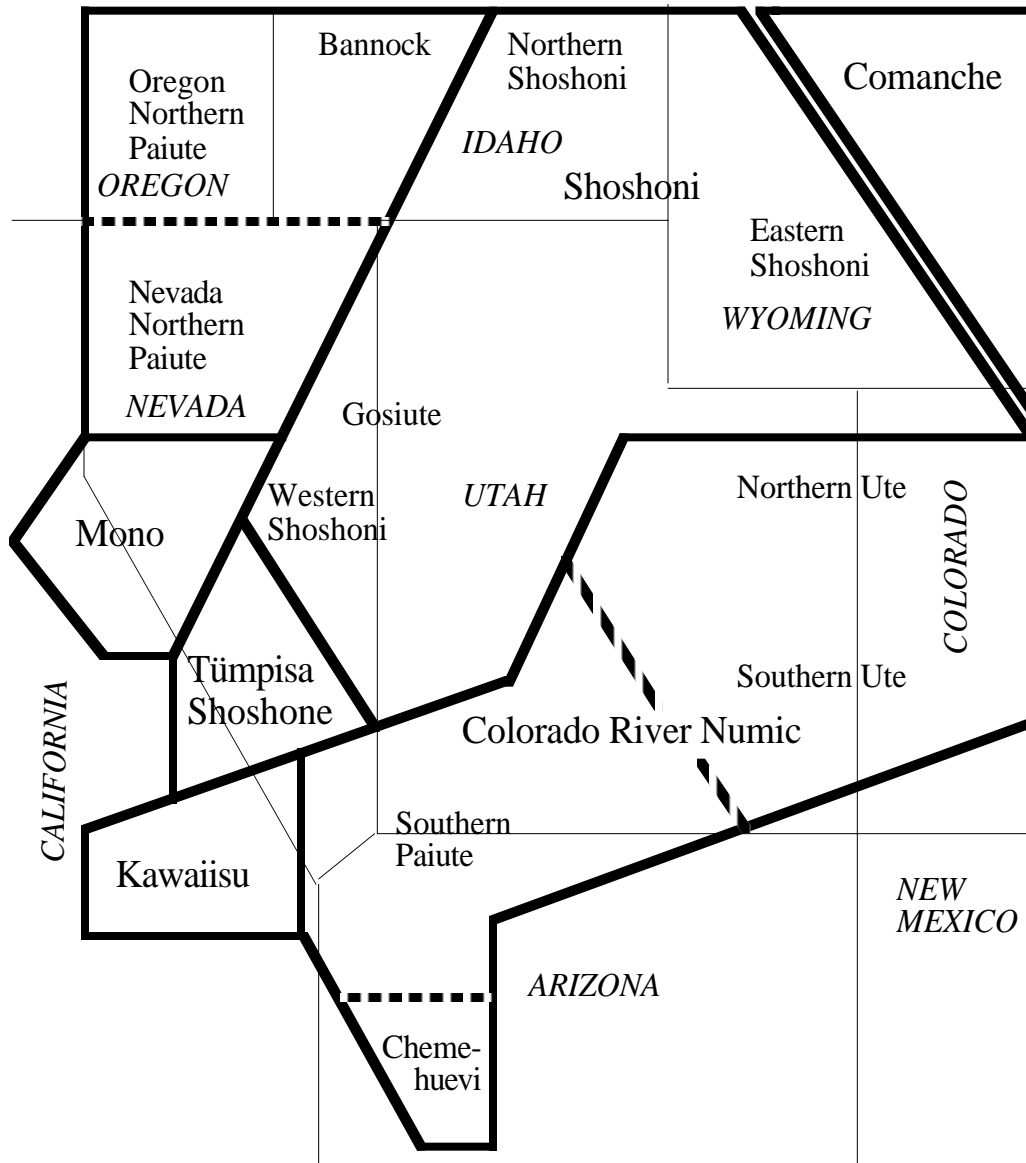 Bannock
Northern
Shoshoni
Comanche
Oregon
Northern
Paiute
OREGON
IDAHO
Shoshoni
Eastern
Shoshoni
WYOMING
Nevada
Northern
Paiute
NEVADA
Gosiute
Western
Shoshoni
UTAH
Northern Ute
COLORADO
Mono
Tümpisa
Shoshone
Southern Ute
Colorado River Numic
CALIFORNIA
Southern
Paiute
Kawaiisu
NEW
MEXICO
ARIZONA
Cheme-
huevi